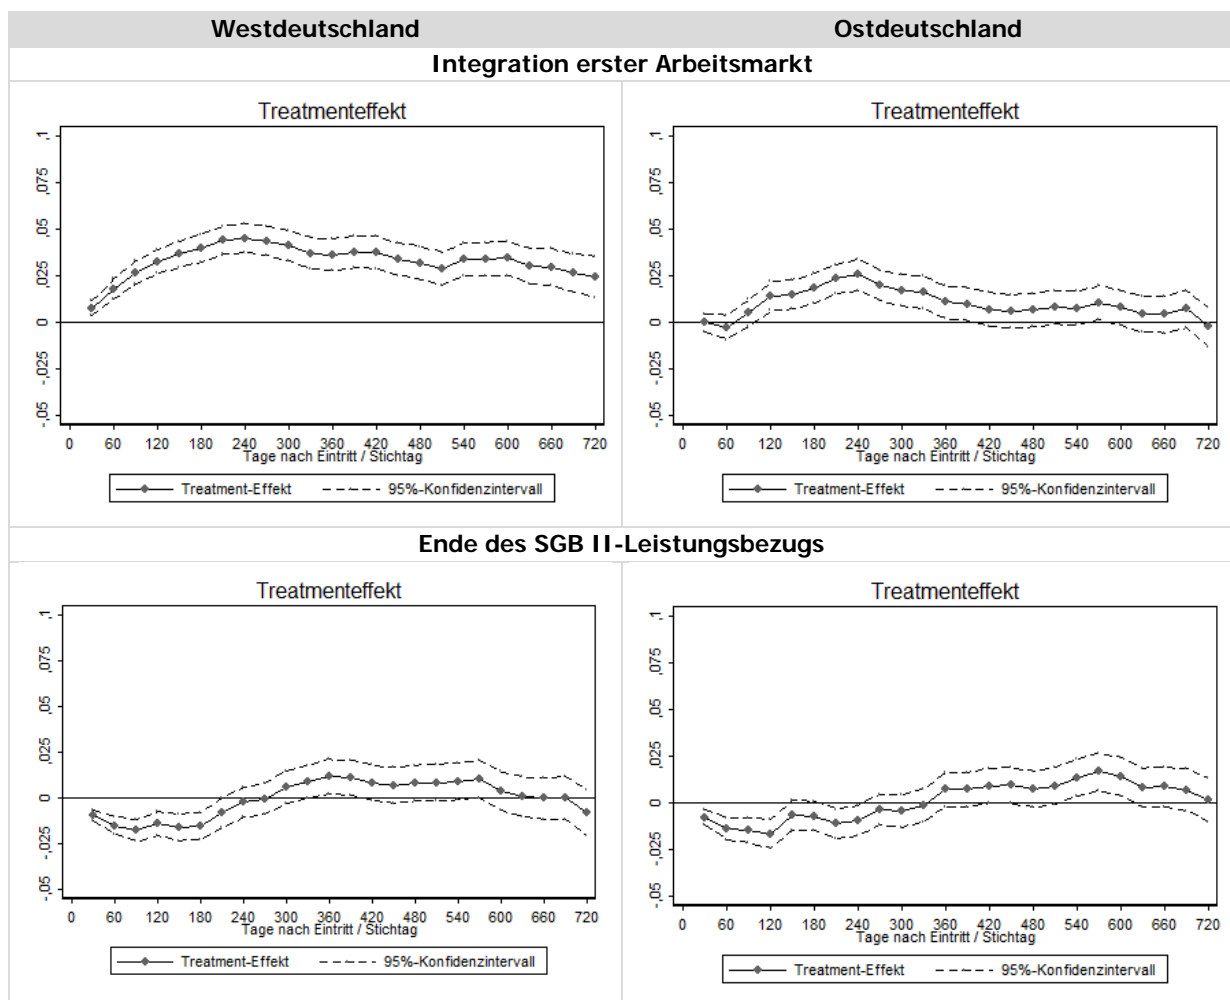 Westdeutschland Ostdeutschland
Integration erster Arbeitsmarkt
Treatmenteffekt
,1
,075
,05
,025
0
-,025
-,05
0 60 120 180 240 300 360 420 480 540 600 660 720
Tage nach Eintritt / Stichtag
Treatment-Effekt 95%-Konfidenzintervall
Treatmenteffekt
,1
,075
,05
,025
0
-,025
-,05
0 60 120 180 240 300 360 420 480 540 600 660 720
Tage nach Eintritt / Stichtag
Treatment-Effekt 95%-Konfidenzintervall
Ende des SGB II-Leistungsbezugs
Treatmenteffekt
,1
,075
,05
,025
0
-,025
-,05
0 60 120 180 240 300 360 420 480 540 600 660 720
Tage nach Eintritt / Stichtag
Treatment-Effekt 95%-Konfidenzintervall
Treatmenteffekt
,1
,075
,05
,025
0
-,025
-,05
0 60 120 180 240 300 360 420 480 540 600 660 720
Tage nach Eintritt / Stichtag
Treatment-Effekt 95%-Konfidenzintervall